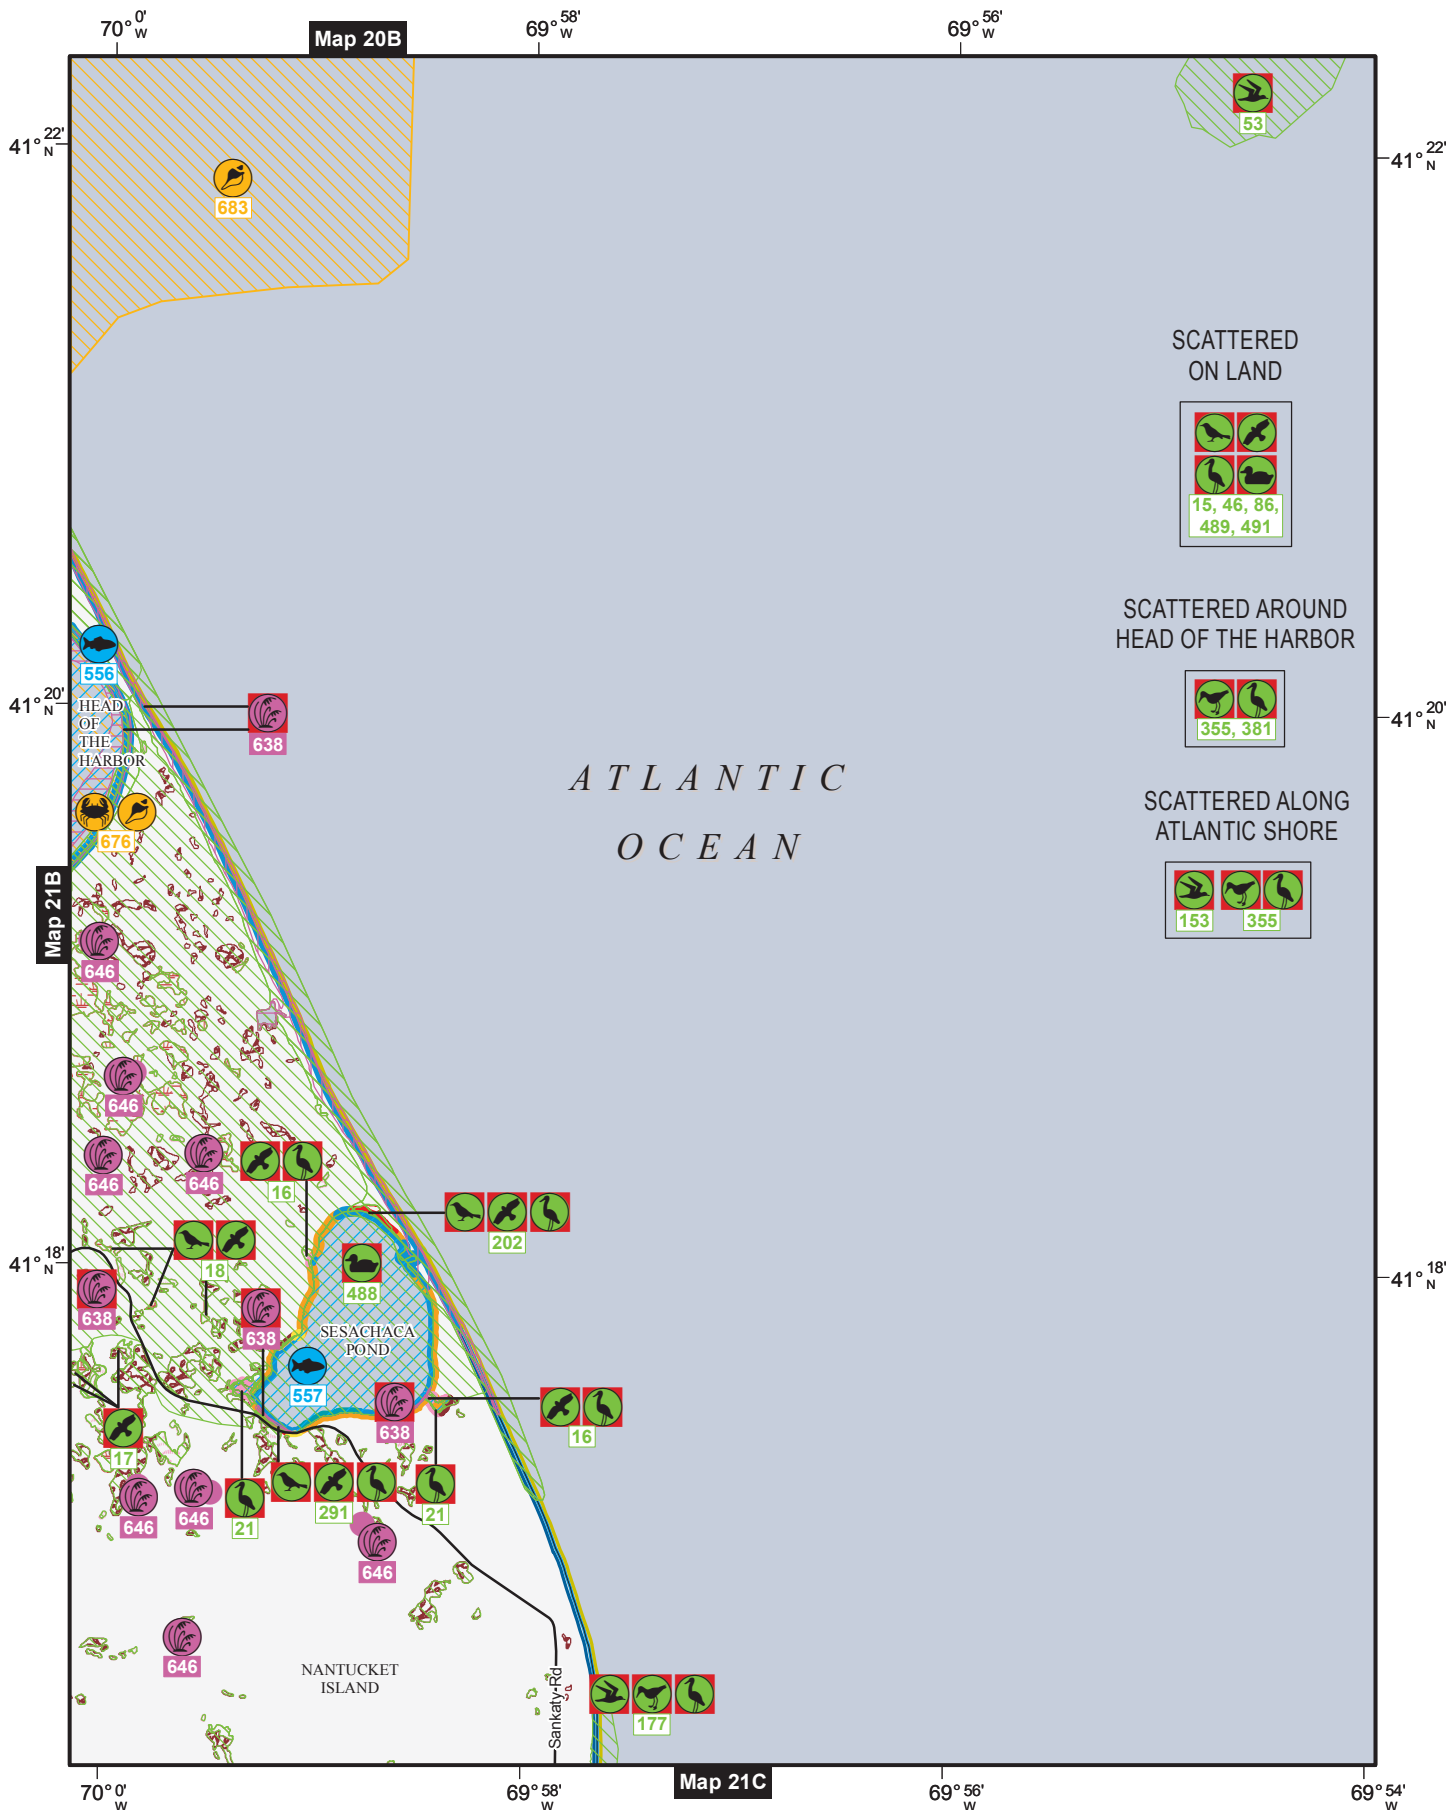 70° 0' W
Map 20B
69° 58' W
69° 56' W
41° 22' N
41° 22' N
53
683
SCATTERED
ON LAND
15, 46, 86,
489, 491
SCATTERED AROUND
HEAD OF THE HARBOR
355, 381
SCATTERED ALONG
ATLANTIC SHORE
153
355
556
41° 20' N
41° 20' N
HEAD
OF
THE
HARBOR
638
ATLANTIC
OCEAN
676
Map 21B
646
646
646
646
16
202
18
41° 18' N
41° 18' N
488
638
638
SESACHACA
POND
557
638
16
17
646
646
21
291
21
646
646
NANTUCKET
ISLAND
Sankaty Rd
177
70° 0' W
69° 58' W
Map 21C
69° 56' W
69° 54' W